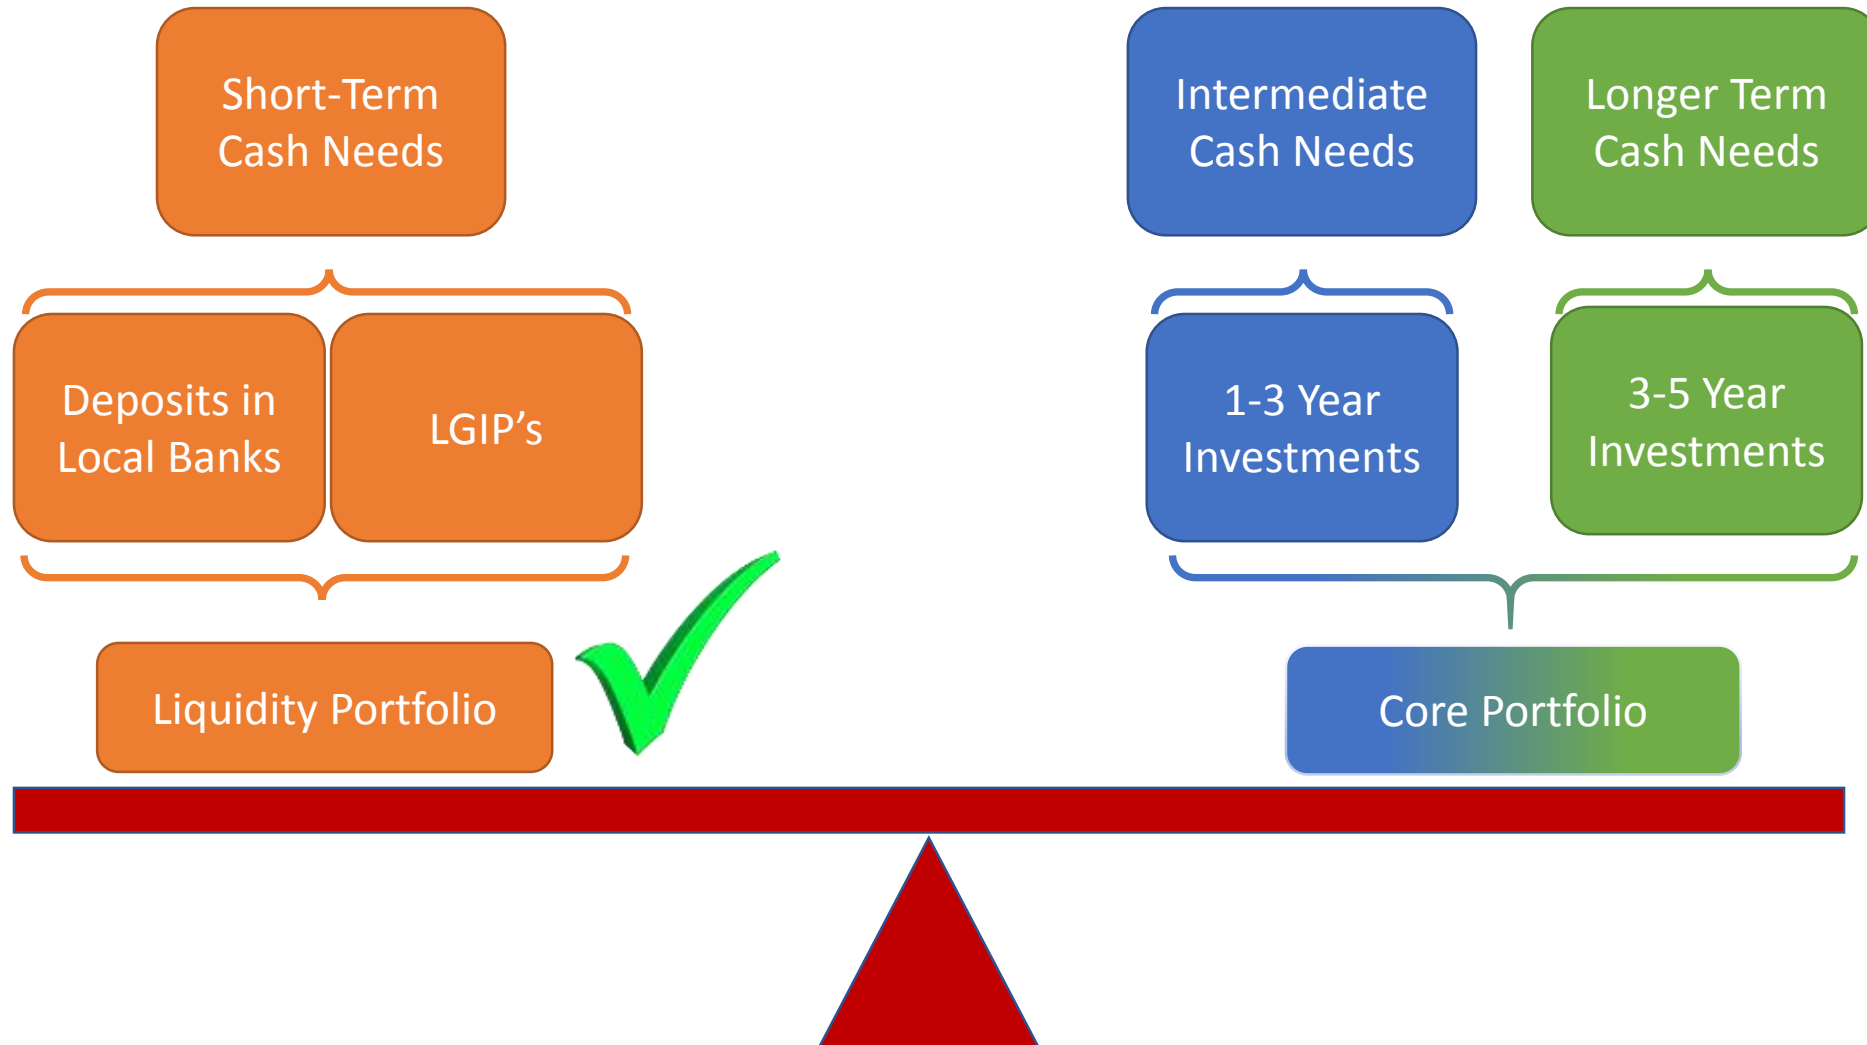 Short-Term
Cash Needs
Intermediate
Cash Needs
Longer Term
Cash Needs
Deposits in
Local Banks
LGIP’s
1-3 Year
Investments
3-5 Year
Investments
Liquidity Portfolio
Core Portfolio